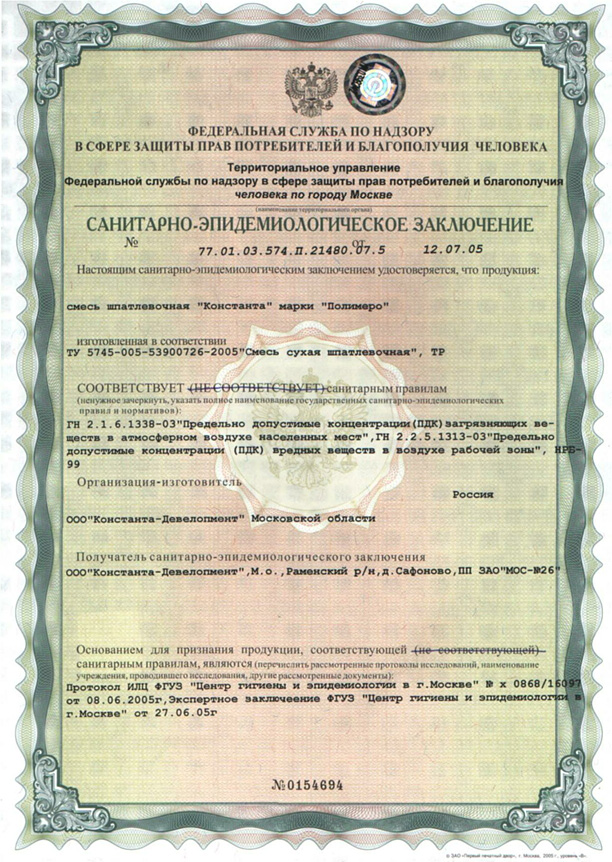 ФЕДЕРАЛЬНАЯ СЛУЖБА ПО НАДЗОРУ
В СФЕРЕ ЗАЩИТЫ ПРАВ ПОТРЕБИТЕЛЕЙ И БЛАГОПОЛУЧИЯ ЧЕЛОВЕКА
Территориальное управление
Федеральной службы по надзору в сфере защиты прав потребителей и благополучия
человека по городу Москве
(наименование территориального органа)
САНИТАРНО-ЭПИДЕМИОЛОГИЧЕСКОЕ ЗАКЛЮЧЕНИЕ
№ 77.01.03.574.П.21480.07.5 от 12.07.05
Настоящим санитарно-эпидемиологическим заключением удостоверяется, что продукция:
смесь шпатлевочная "Константа" марки "Полимеро"
изготовленная в соответствии
ТУ 5745-005-53900726-2005"Смесь сухая шпатлевочная", ТР
СООТВЕТСТВУЕТ (НЕ СООТВЕТСТВУЕТ) санитарным правилам
(ненужное зачеркнуть, указать полное наименование государственных санитарно-эпидемиологических
правил и нормативов):
ГН 2.1.6.1338-03"Предельно допустимые концентрации(ПДК)загрязняющих ве-
ществ в атмосферном воздухе населенных мест",ГН 2.2.5.1313-03"Предельно
допустимые концентрации (ПДК) вредных веществ в воздухе рабочей зоны", НРБ-
99
Организация-изготовитель
Россия
ООО"Константа-Девелопмент" Московской области
Получатель санитарно-эпидемиологического заключения
ООО"Константа-Девелопмент",М.о.,Раменский р/н,д.Сафоново,ПП ЗАО"МОС-№26"
Основанием для признания продукции, соответствующей (не соответствующей)
санитарным правилам, являются (перечислить рассмотренные протоколы исследований, наименование
учреждения, проводившего исследования, другие рассмотренные документы):
Протокол ИЛЦ ФГУЗ "Центр гигиены и эпидемиологии в г.Москве" № х 0868/16097
от 08.06.2005г,Экспертное заключение ФГУЗ "Центр гигиены и эпидемиологии в
г.Москве" от 27.06.05г
№0154694
© ЗАО «Первый печатный двор», г. Москва, 2005 г., уровень «В».